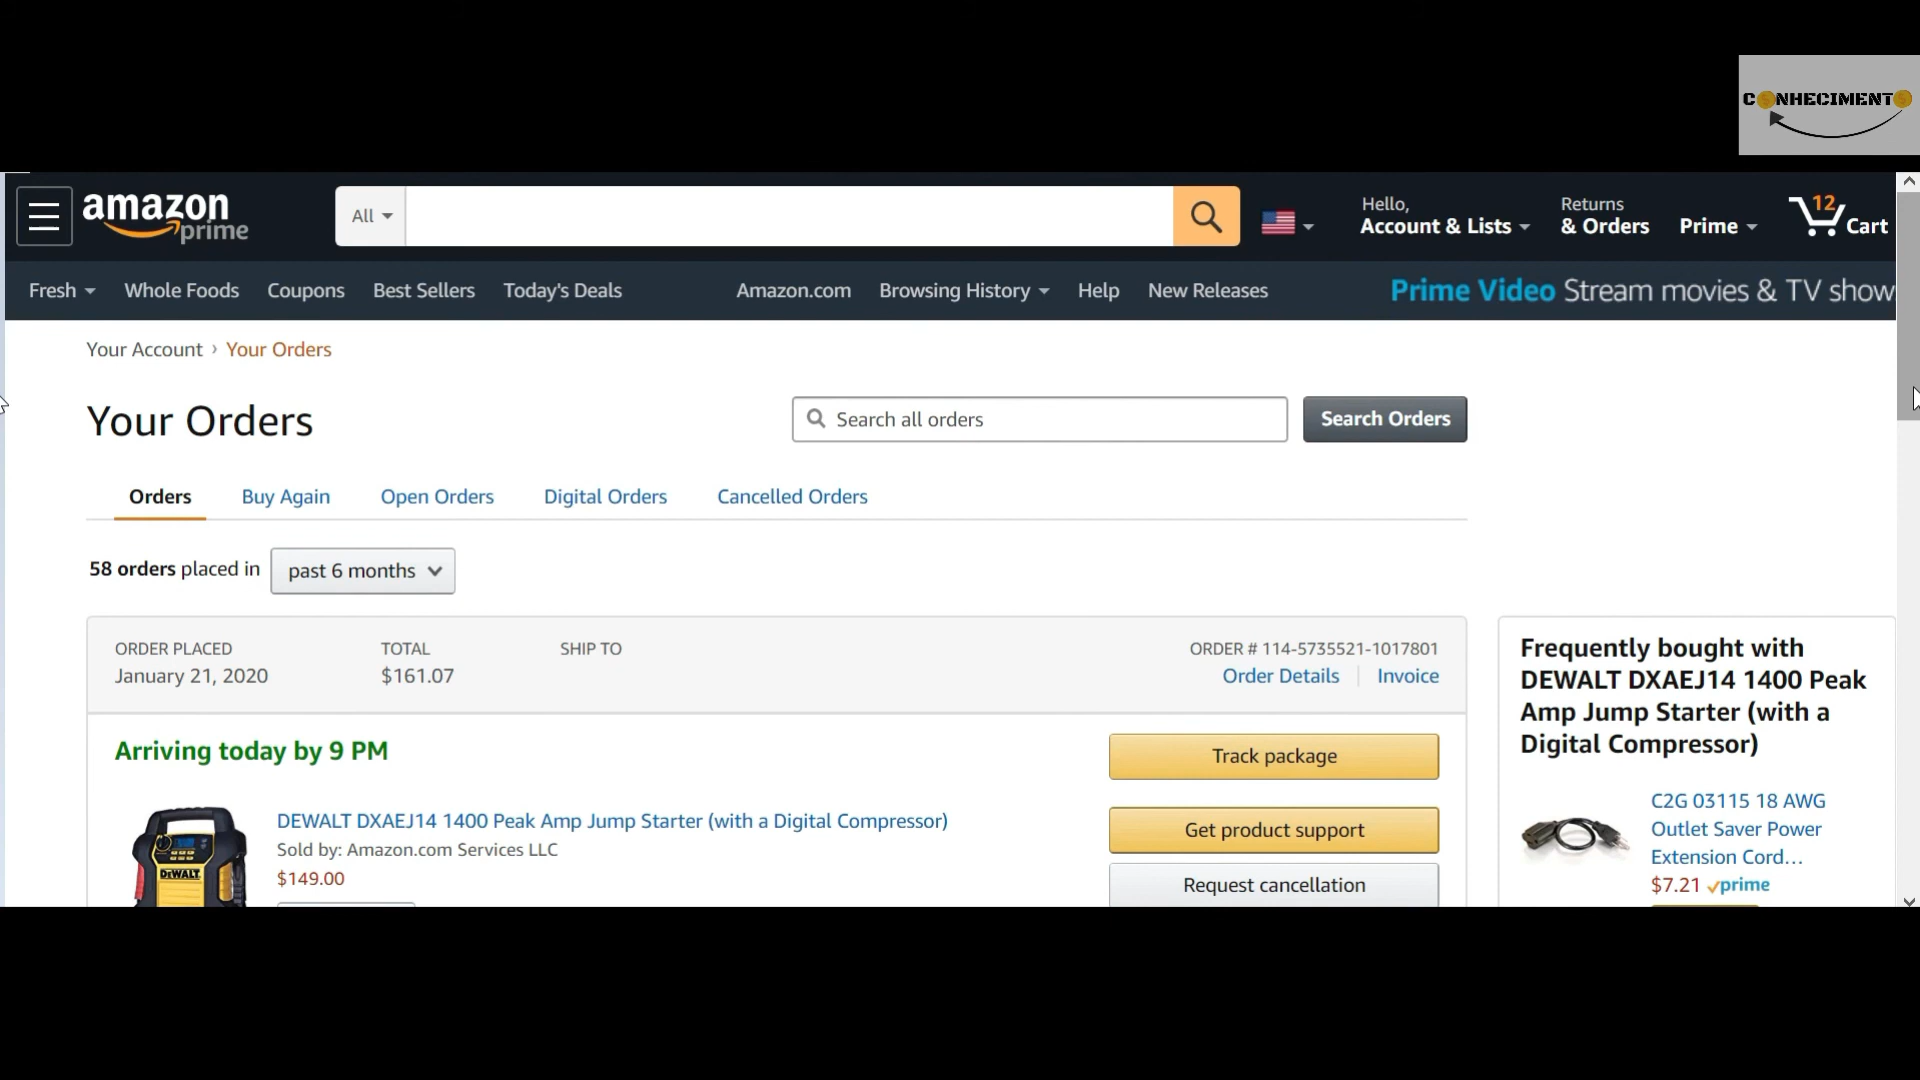 CONHECIMENTO
amazon prime
All
Hello,
Account & Lists
Returns
& Orders
Prime
12
Cart
Fresh
Whole Foods
Coupons
Best Sellers
Today's Deals
Amazon.com
Browsing History
Help
New Releases
Prime Video Stream movies & TV show
Your Account › Your Orders
Your Orders
Search all orders
Search Orders
Orders
Buy Again
Open Orders
Digital Orders
Cancelled Orders
58 orders placed in past 6 months
ORDER PLACED
January 21, 2020
TOTAL
$161.07
SHIP TO
ORDER # 114-5735521-1017801
Order Details
Invoice
Arriving today by 9 PM
DEWALT
DEWALT DXAEJ14 1400 Peak Amp Jump Starter (with a Digital Compressor)
Sold by: Amazon.com Services LLC
$149.00
Track package
Get product support
Request cancellation
Frequently bought with
DEWALT DXAEJ14 1400 Peak
Amp Jump Starter (with a
Digital Compressor)
C2G 03115 18 AWG
Outlet Saver Power
Extension Cord…
$7.21 prime